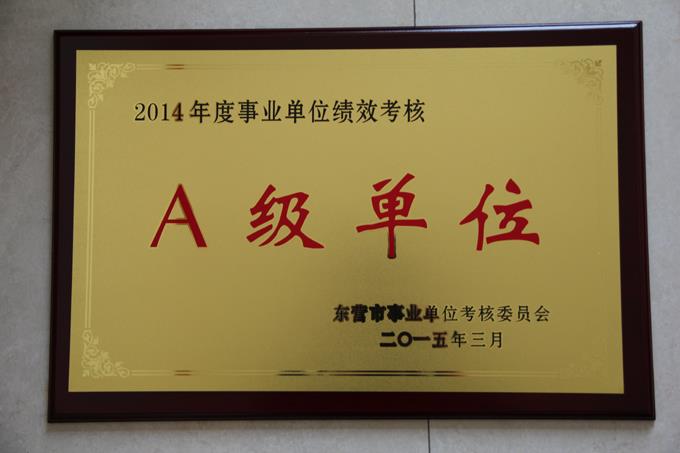 2014年度事业单位绩效考核
A级单位
东营市事业单位考核委员会
二〇一五年三月